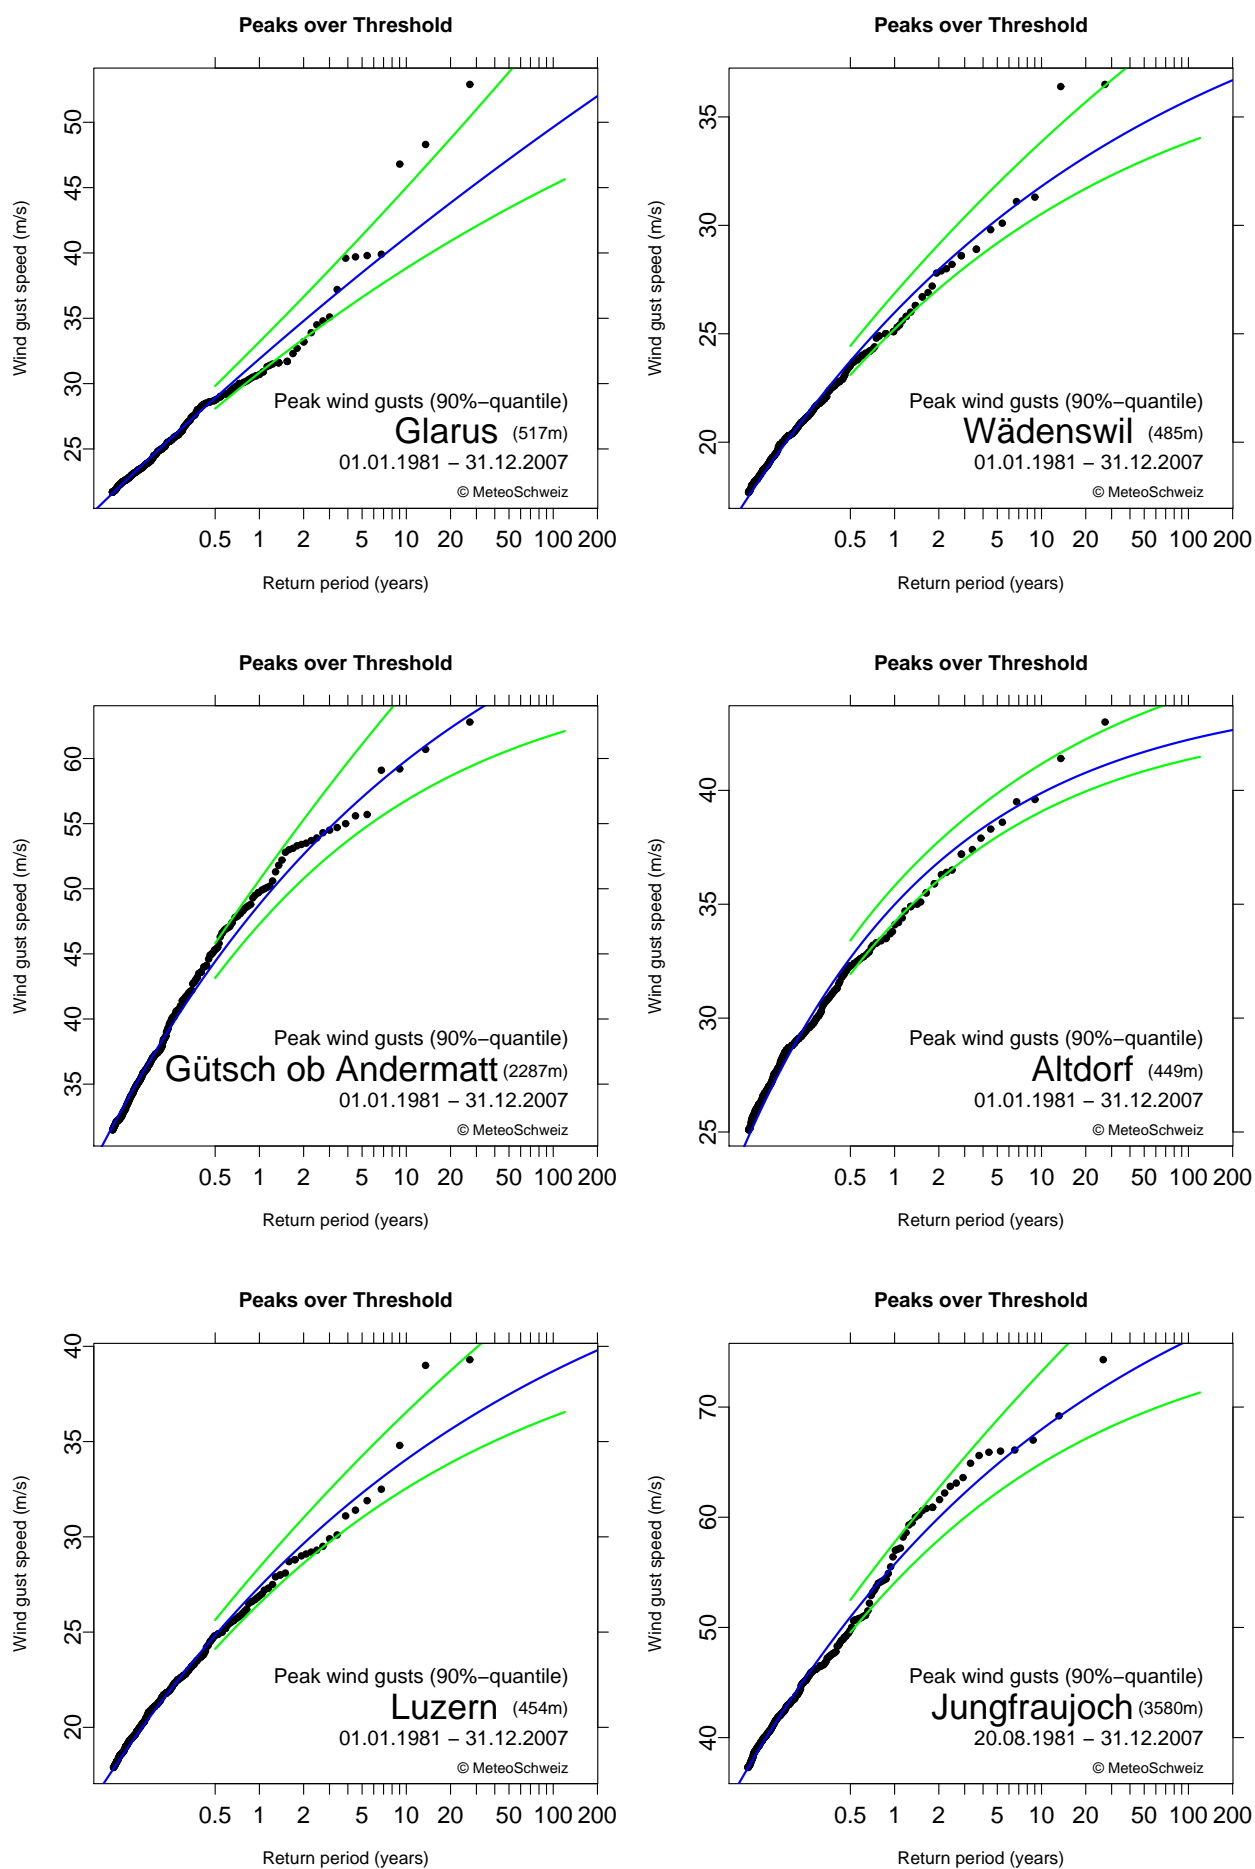 Peaks over Threshold
Wind gust speed (m/s)
50
45
40
35
30
25
Peak wind gusts (90%−quantile)
Glarus (517m)
01.01.1981 − 31.12.2007
© MeteoSchweiz
0.5 1 2 5 10 20 50 100 200
Return period (years)
Peaks over Threshold
Wind gust speed (m/s)
35
30
25
20
Peak wind gusts (90%−quantile)
Wädenswil (485m)
01.01.1981 − 31.12.2007
© MeteoSchweiz
0.5 1 2 5 10 20 50 100 200
Return period (years)
Peaks over Threshold
Wind gust speed (m/s)
60
55
50
45
40
35
Peak wind gusts (90%−quantile)
Gütsch ob Andermatt (2287m)
01.01.1981 − 31.12.2007
© MeteoSchweiz
0.5 1 2 5 10 20 50 100 200
Return period (years)
Peaks over Threshold
Wind gust speed (m/s)
40
35
30
25
Peak wind gusts (90%−quantile)
Altdorf (449m)
01.01.1981 − 31.12.2007
© MeteoSchweiz
0.5 1 2 5 10 20 50 100 200
Return period (years)
Peaks over Threshold
Wind gust speed (m/s)
40
35
30
25
20
Peak wind gusts (90%−quantile)
Luzern (454m)
01.01.1981 − 31.12.2007
© MeteoSchweiz
0.5 1 2 5 10 20 50 100 200
Return period (years)
Peaks over Threshold
Wind gust speed (m/s)
70
60
50
40
Peak wind gusts (90%−quantile)
Jungfraujoch (3580m)
20.08.1981 − 31.12.2007
© MeteoSchweiz
0.5 1 2 5 10 20 50 100 200
Return period (years)